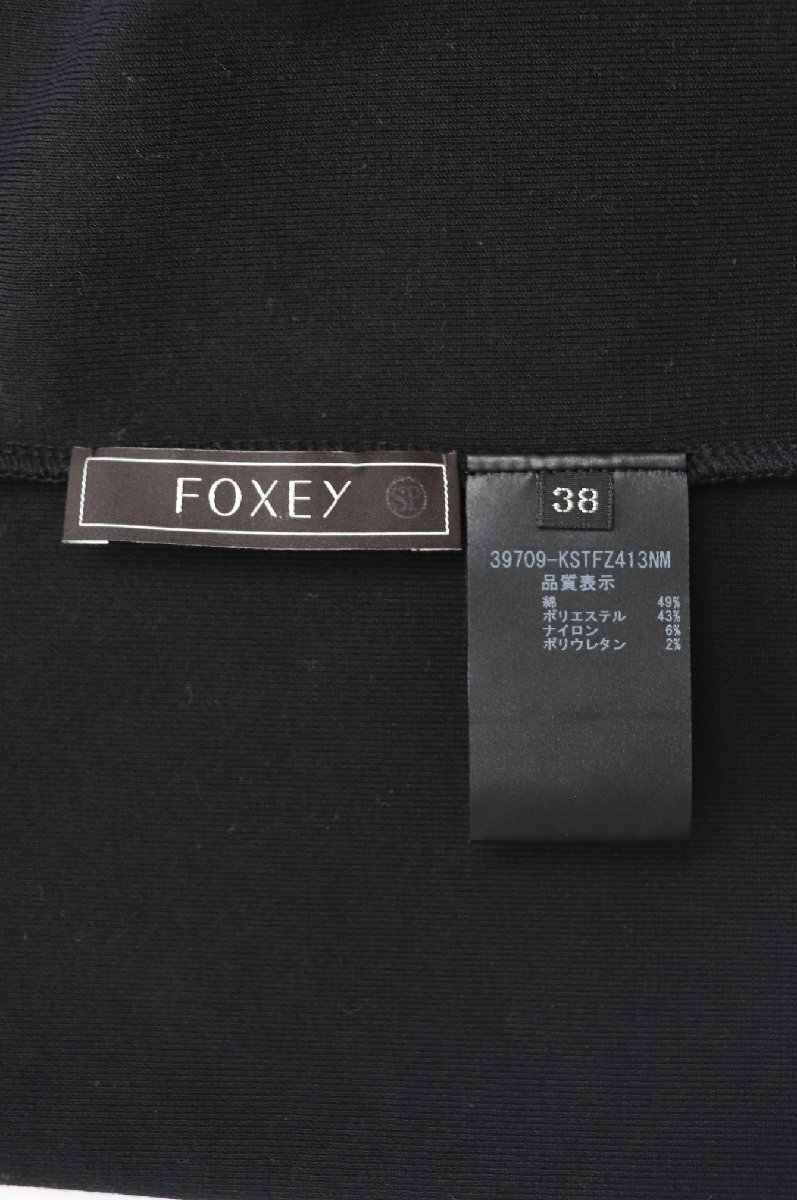 FOXEY SP
38
39709-KSTFZ413NM
品質表示
綿 49%
ポリエステル 43%
ナイロン 6%
ポリウレタン 2%